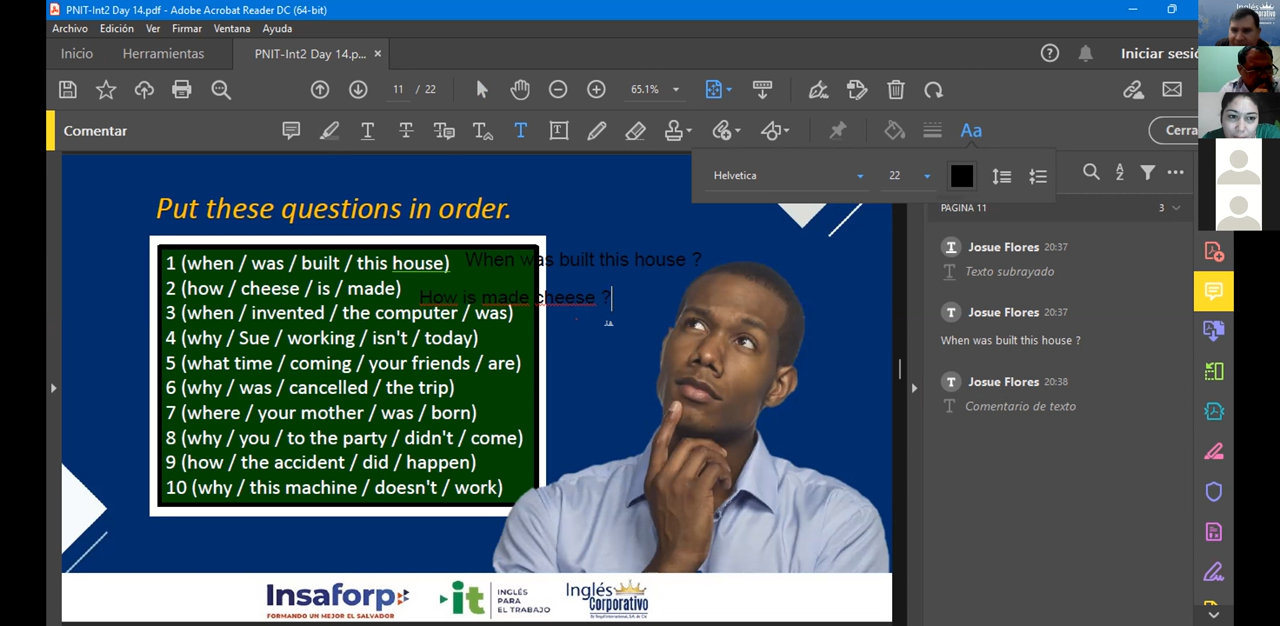 PNIT-Int2 Day 14.pdf - Adobe Acrobat Reader DC (64-bit)
Archivo Edición Ver Firmar Ventana Ayuda
Inicio Herramientas PNIT-Int2 Day 14.p... × Iniciar sesi
11 / 22 65.1%
Comentar Cerra
Helvetica 22
Put these questions in order.
1 (when / was / built / this house) When was built this house ?
2 (how / cheese / is / made)
How is made cheese ?
3 (when / invented / the computer / was)
4 (why / Sue / working / isn't / today)
5 (what time / coming / your friends / are)
6 (why / was / cancelled / the trip)
7 (where / your mother / was / born)
8 (why / you / to the party / didn't / come)
9 (how / the accident / did / happen)
10 (why / this machine / doesn't / work)
PÁGINA 11 3
Josue Flores 20:37
Texto subrayado
Josue Flores 20:37
When was built this house ?
Josue Flores 20:38
Comentario de texto
Insaforp
FORMANDO UN MEJOR EL SALVADOR
it INGLÉS PARA EL TRABAJO
Inglés Corporativo
Inglés
Corporativo